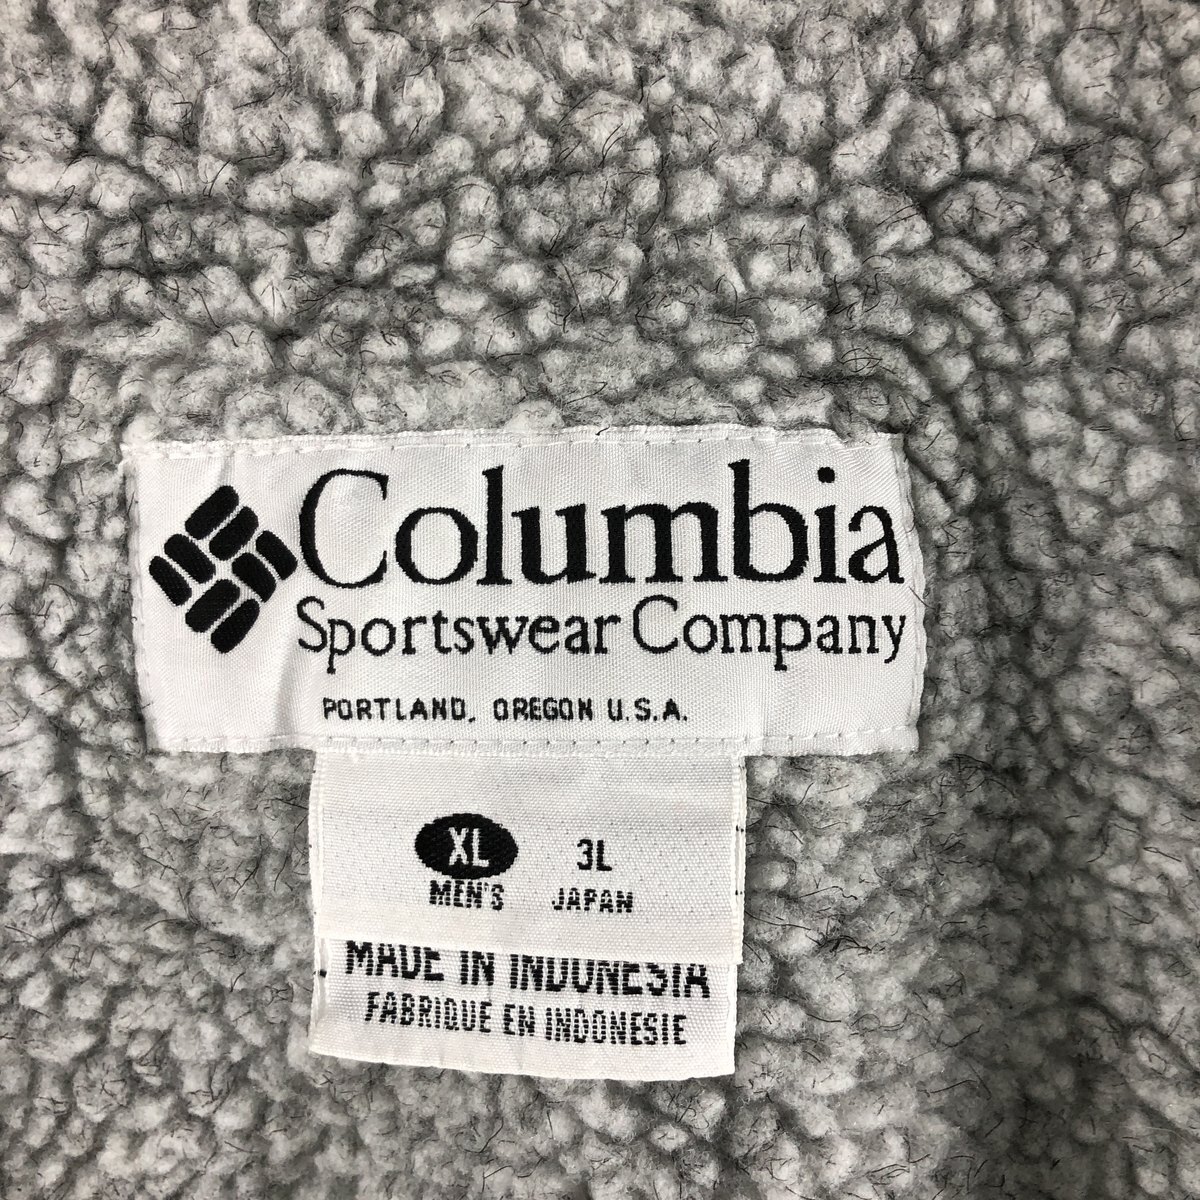 Columbia
Sportswear Company
PORTLAND, OREGON U.S.A.
XL 3L
MEN'S JAPAN
MADE IN INDONESIA
FABRIQUE EN INDONESIE